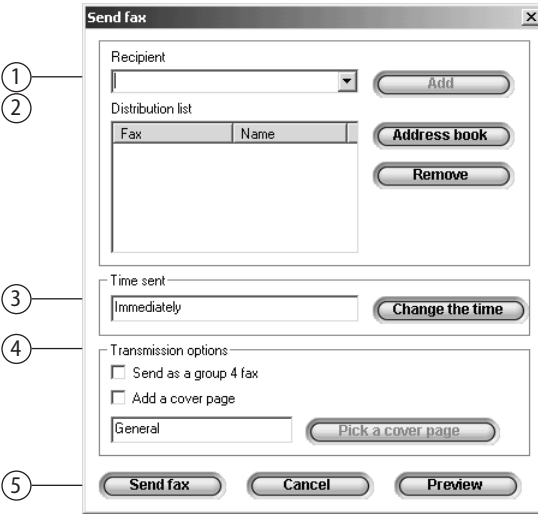 Send fax
Recipient
1
Add
2
Distribution list
Fax Name
Address book
Remove
Time sent
3
Immediately
Change the time
4
Transmission options
Send as a group 4 fax
Add a cover page
General
Pick a cover page
5
Send fax Cancel Preview